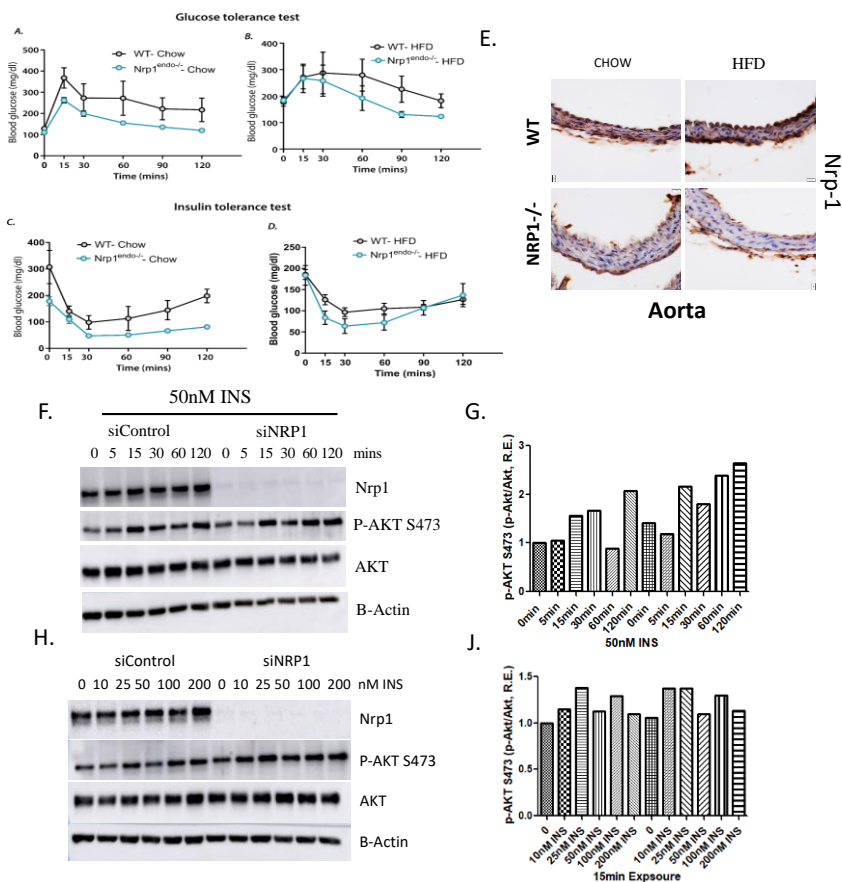 Glucose tolerance test
A.
WT- Chow
Nrp1endo-/-- Chow
Blood glucose (mg/dl)
500
400
300
200
100
0
0 15 30 60 90 120
Time (mins)
B.
WT- HFD
Nrp1endo-/-- HFD
Blood glucose (mg/dl)
400
300
200
100
0
0 15 30 60 90 120
Time (mins)
Insulin tolerance test
C.
WT- Chow
Nrp1endo-/-- Chow
Blood glucose (mg/dl)
400
300
200
100
0
0 15 30 60 90 120
Time (mins)
D.
WT- HFD
Nrp1endo-/-- HFD
Blood glucose (mg/dl)
250
200
150
100
50
0
0 15 30 60 90 120
Time (mins)
E.
CHOW HFD
WT
NRP1-/-
Nrp-1
Aorta
F.
50nM INS
siControl siNRP1
0 5 15 30 60 120 0 5 15 30 60 120 mins
Nrp1
P-AKT S473
AKT
B-Actin
G.
p-AKT S473 (p-Akt/Akt, R.E.)
3
2
1
0
0min 5min 15min 30min 60min 120min 0min 5min 15min 30min 60min 120min
50nM INS
H.
siControl siNRP1
0 10 25 50 100 200 0 10 25 50 100 200 nM INS
Nrp1
P-AKT S473
AKT
B-Actin
J.
p-AKT S473 (p-Akt/Akt, R.E.)
1.5
1.0
0.5
0.0
0 10nM INS 25nM INS 50nM INS 100nM INS 200nM INS 0 10nM INS 25nM INS 50nM INS 100nM INS 200nM INS
15min Expsoure